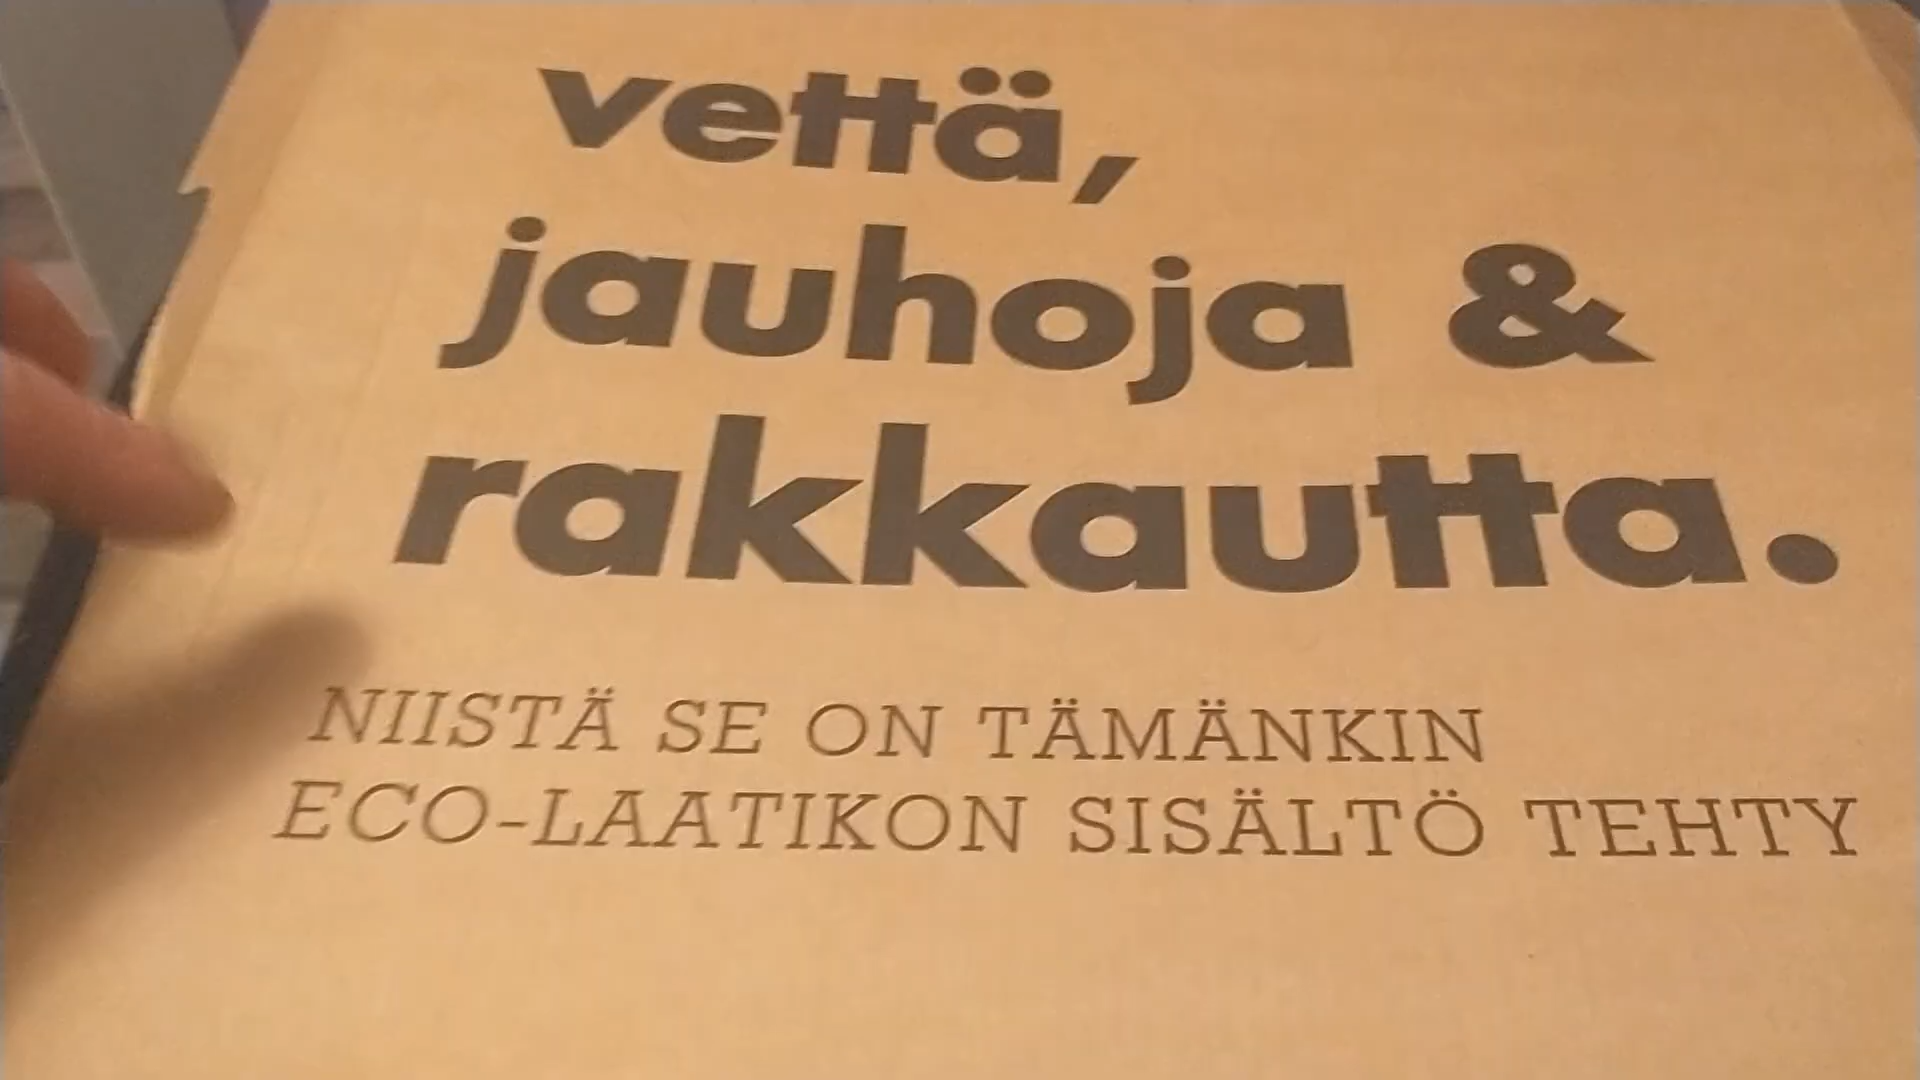 vettä,
jauhoja &
rakkautta.
NIISTÄ SE ON TÄMÄNKIN
ECO-LAATIKON SISÄLTÖ TEHTY